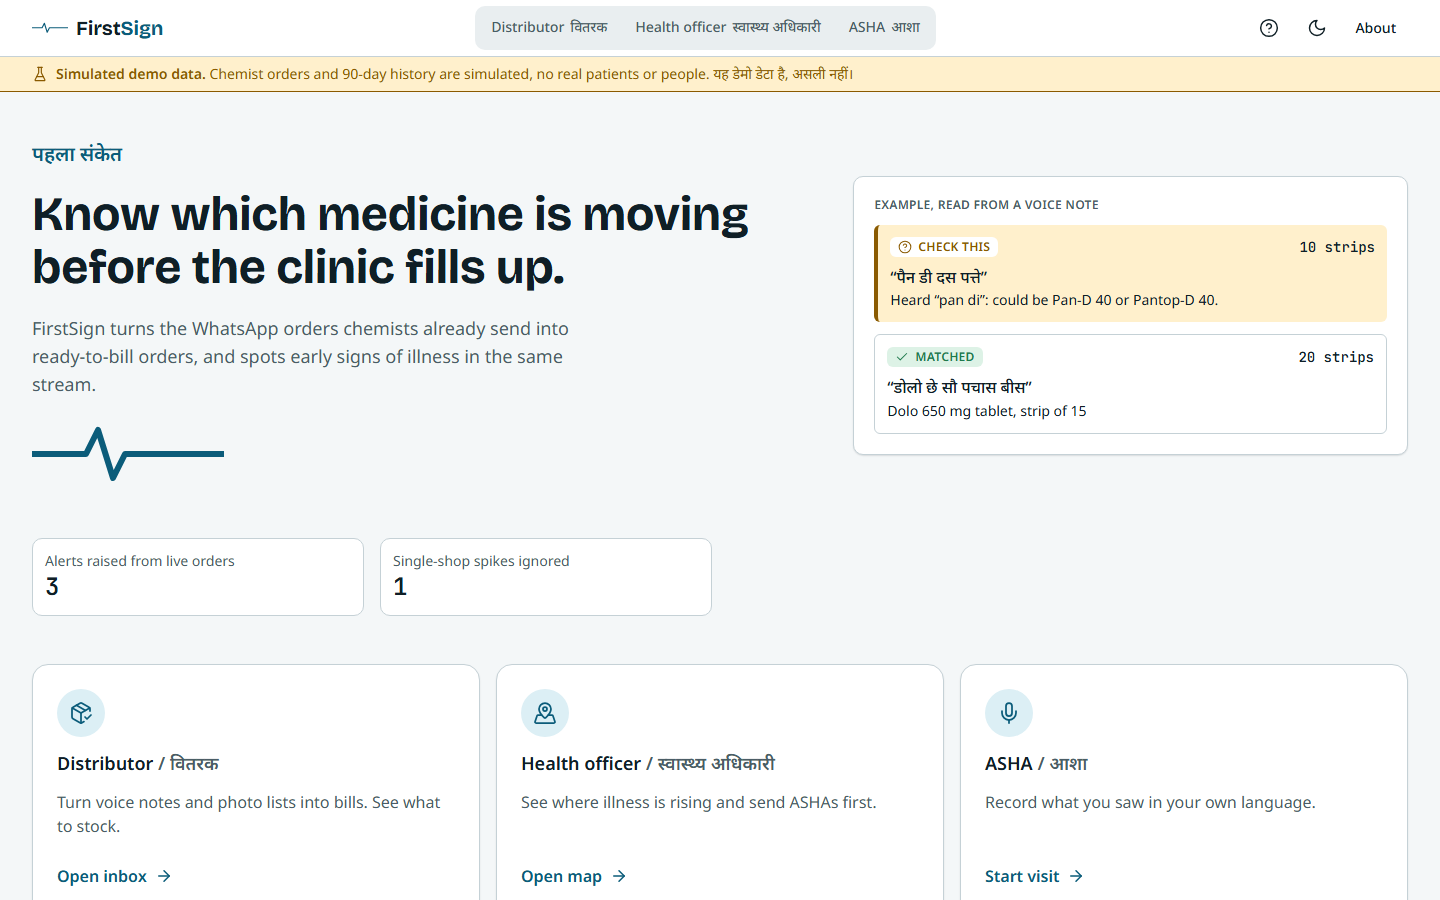 FirstSign
Distributor वितरक
Health officer स्वास्थ्य अधिकारी
ASHA आशा
About
Simulated demo data. Chemist orders and 90-day history are simulated, no real patients or people. यह डेमो डेटा है, असली नहीं।
पहला संकेत
Know which medicine is moving
before the clinic fills up.
FirstSign turns the WhatsApp orders chemists already send into
ready-to-bill orders, and spots early signs of illness in the same
stream.
EXAMPLE, READ FROM A VOICE NOTE
CHECK THIS
10 strips
“पैन डी दस पत्ते”
Heard “pan di”: could be Pan-D 40 or Pantop-D 40.
MATCHED
20 strips
“डोलो छे सौ पचास बीस”
Dolo 650 mg tablet, strip of 15
Alerts raised from live orders
3
Single-shop spikes ignored
1
Distributor / वितरक
Turn voice notes and photo lists into bills. See what
to stock.
Open inbox
Health officer / स्वास्थ्य अधिकारी
See where illness is rising and send ASHAs first.
Open map
ASHA / आशा
Record what you saw in your own language.
Start visit